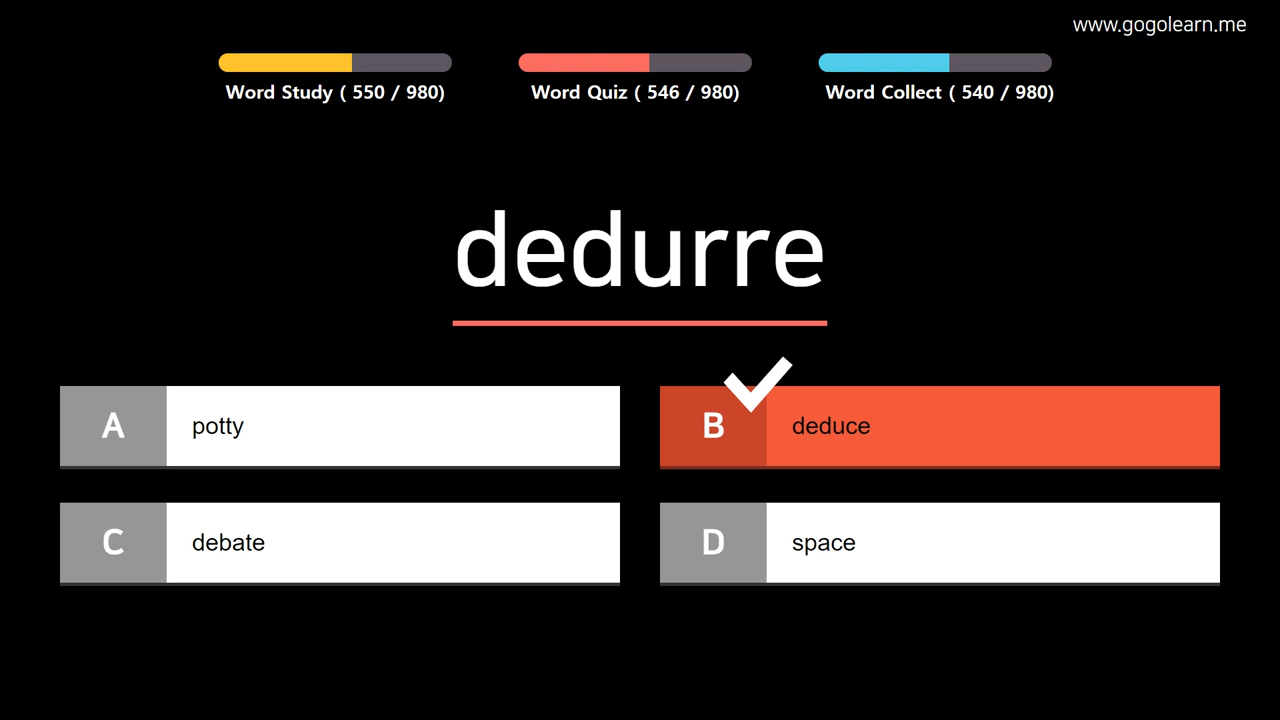 www.gogolearn.me
Word Study ( 550 / 980)
Word Quiz ( 546 / 980)
Word Collect ( 540 / 980)
dedurre
A potty
B deduce
C debate
D space